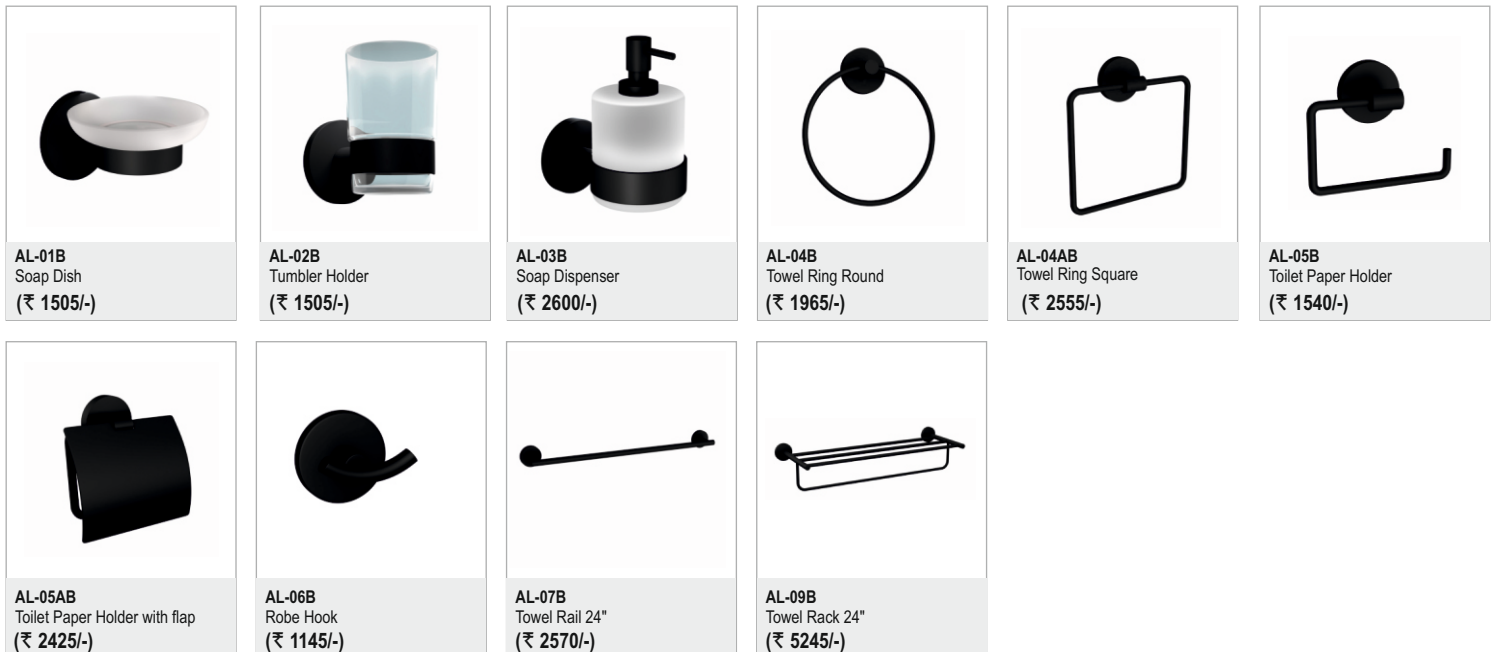 AL-01B
Soap Dish
(₹ 1505/-)
AL-02B
Tumbler Holder
(₹ 1505/-)
AL-03B
Soap Dispenser
(₹ 2600/-)
AL-04B
Towel Ring Round
(₹ 1965/-)
AL-04AB
Towel Ring Square
(₹ 2555/-)
AL-05B
Toilet Paper Holder
(₹ 1540/-)
AL-05AB
Toilet Paper Holder with flap
(₹ 2425/-)
AL-06B
Robe Hook
(₹ 1145/-)
AL-07B
Towel Rail 24"
(₹ 2570/-)
AL-09B
Towel Rack 24"
(₹ 5245/-)